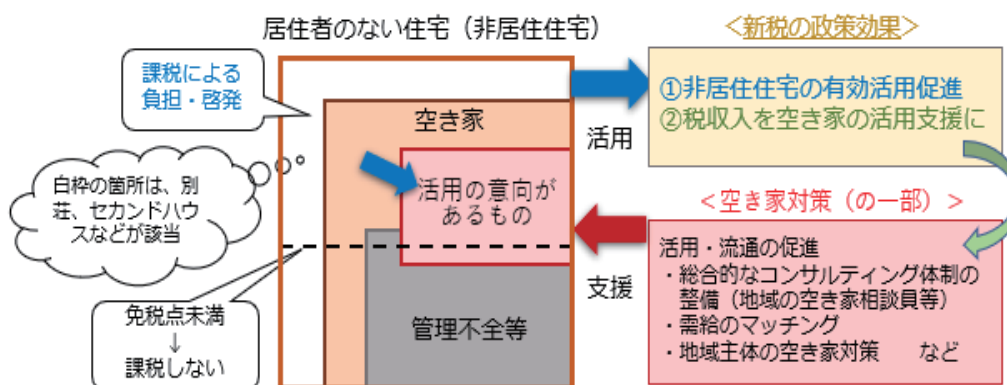 居住者のない住宅（非居住住宅）
＜新税の政策効果＞
課税による
負担・啓発
①非居住住宅の有効活用促進
②税収入を空き家の活用支援に
空き家
活用
白枠の箇所は、別
荘、セカンドハウ
スなどが該当
活用の意向が
あるもの
＜空き家対策（の一部）＞
支援
活用・流通の促進
・総合的なコンサルティング体制の
整備（地域の空き家相談員等）
・需給のマッチング
・地域主体の空き家対策　　など
免税点未満
↓
課税しない
管理不全等